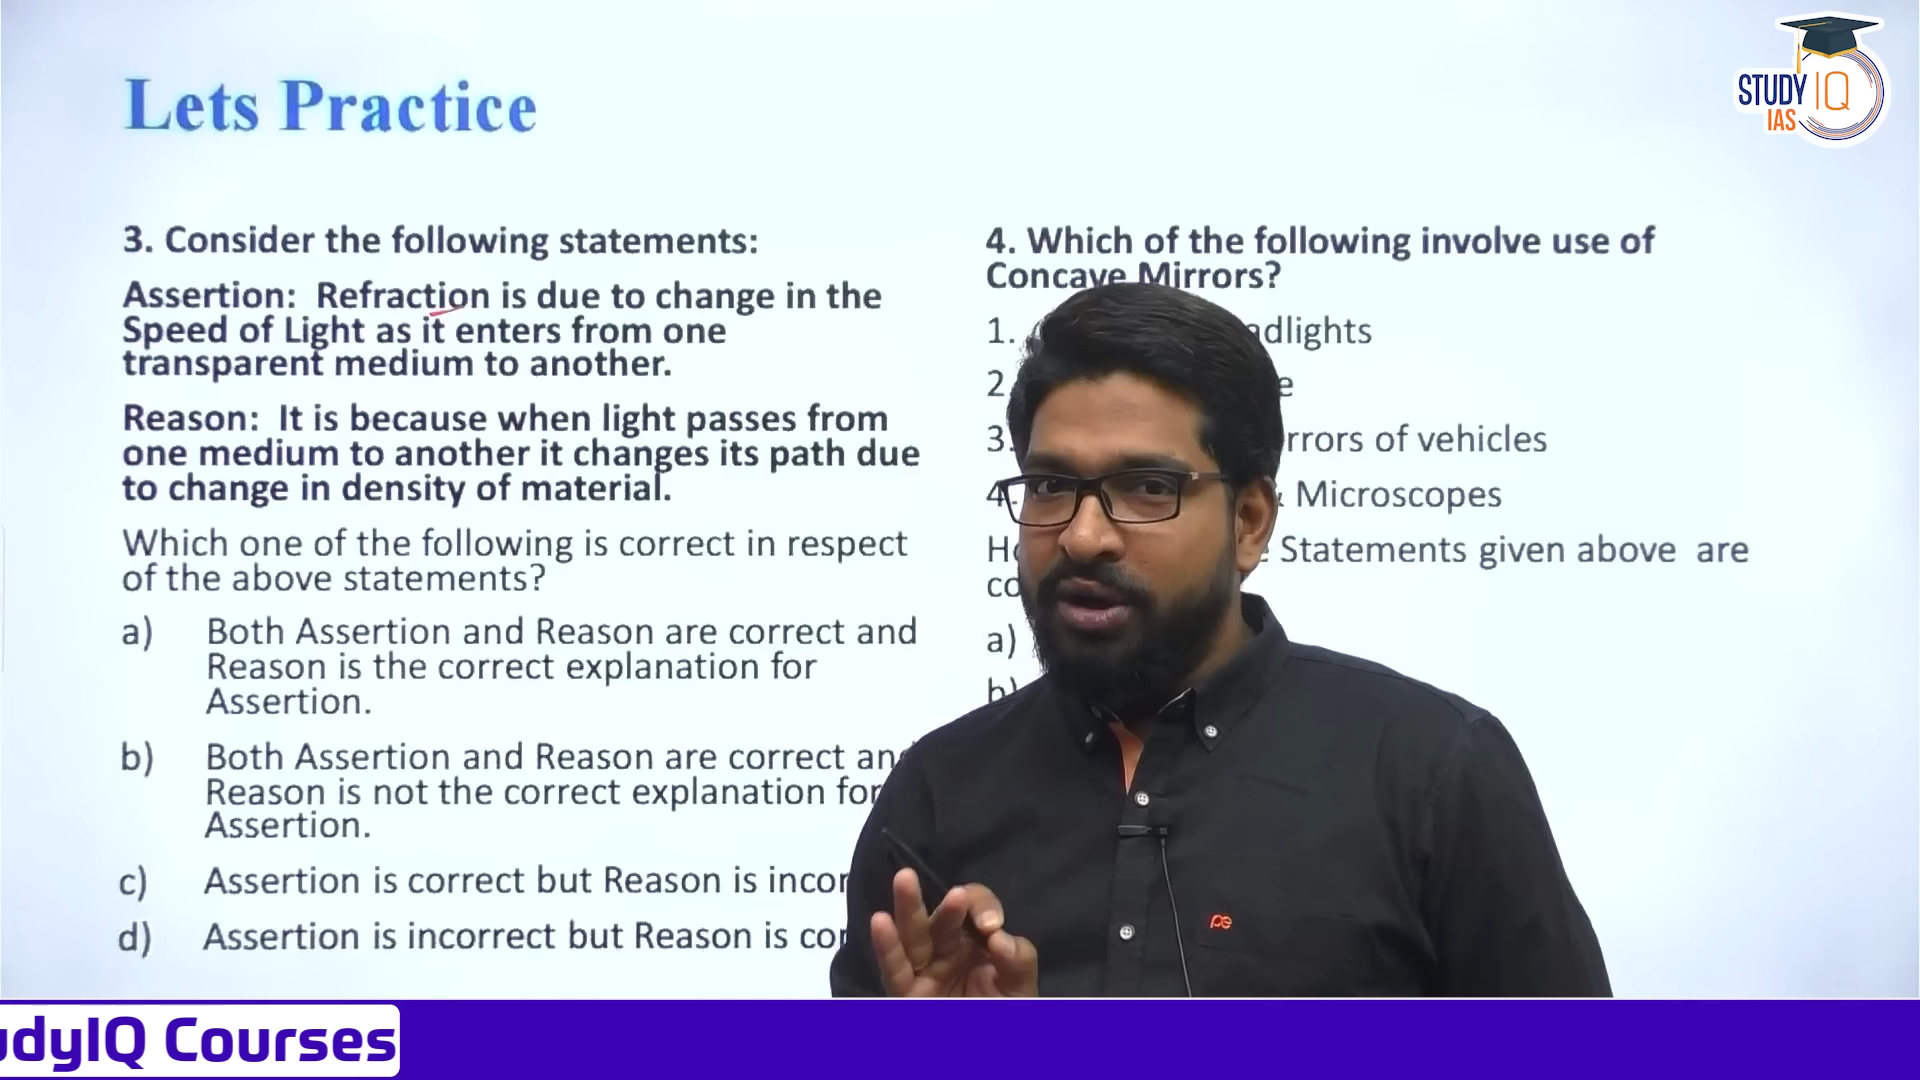 Lets Practice
STUDY IQ
IAS
3. Consider the following statements:
Assertion: Refraction is due to change in the
Speed of Light as it enters from one
transparent medium to another.
Reason: It is because when light passes from
one medium to another it changes its path due
to change in density of material.
Which one of the following is correct in respect
of the above statements?
a) Both Assertion and Reason are correct and
Reason is the correct explanation for
Assertion.
b) Both Assertion and Reason are correct
Reason is not the correct explanation for
Assertion.
c) Assertion is correct but Reason is
d) Assertion is incorrect but Reason is
4. Which of the following involve use of
Concave Mirrors?
1.
2.
3. of vehicles
4. & Microscopes
Statements given above are
a)
b)
pe
Courses